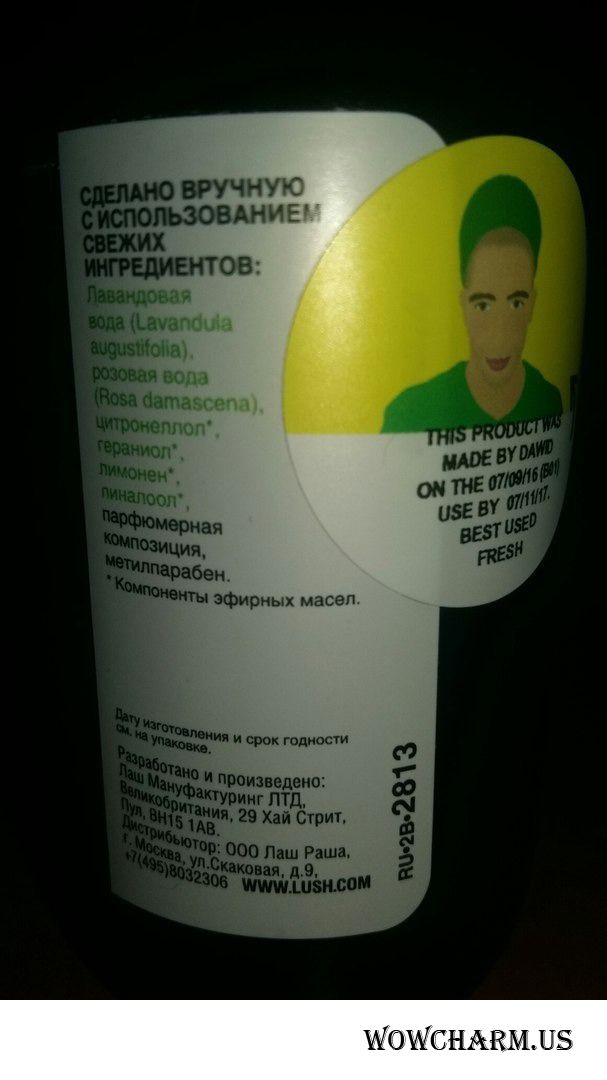 СДЕЛАНО ВРУЧНУЮ
С ИСПОЛЬЗОВАНИЕМ
СВЕЖИХ
ИНГРЕДИЕНТОВ:
Лавандовая
вода (Lavandula
augustifolia),
розовая вода
(Rosa damascena),
цитронеллол*,
гераниол*,
лимонен*,
линалоол*,
парфюмерная
композиция,
метилпарабен.
* Компоненты эфирных масел.
THIS PRODUCT WAS
MADE BY DAWID
ON THE 07/09/16 (B01)
USE BY 07/11/17.
BEST USED
FRESH
Дату изготовления и срок годности
см. на упаковке.
Разработано и произведено:
Лаш Мануфактуринг ЛТД,
Великобритания, 29 Хай Стрит,
Пул, BH15 1AB.
Дистрибьютор: ООО Лаш Раша,
г. Москва, ул.Скаковая, д.9,
+7(495)8032306 WWW.LUSH.COM
RU•2B•2813
WOWCHARM.US